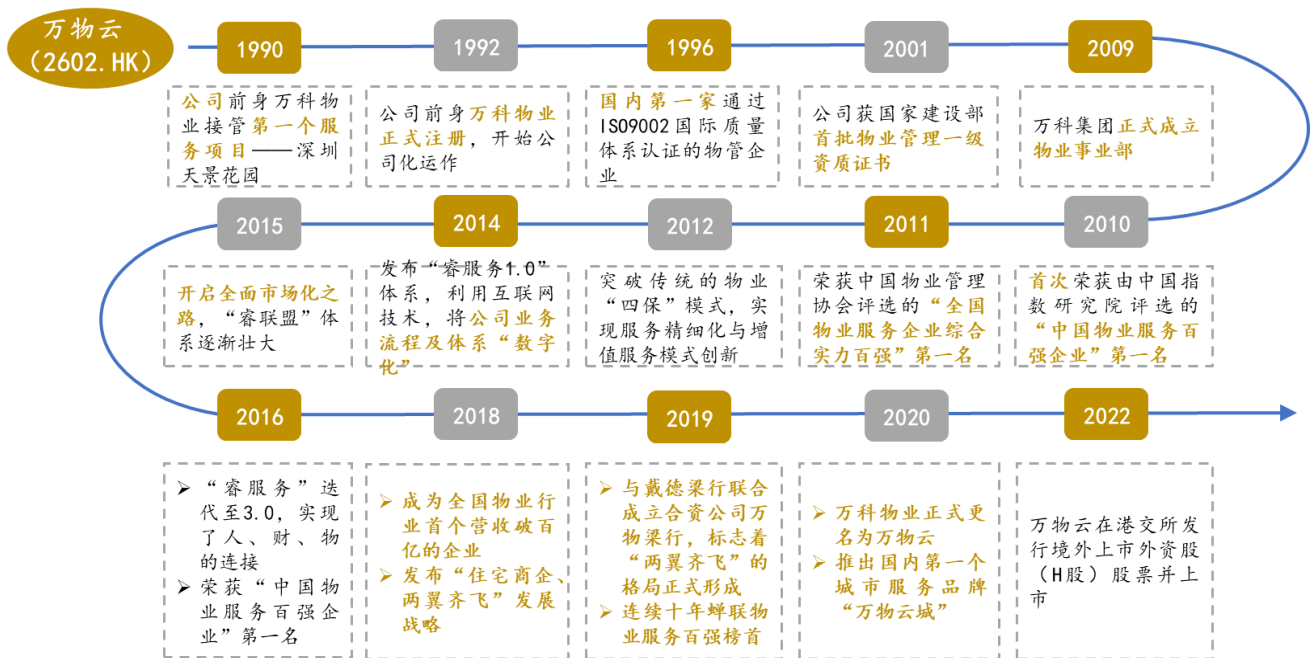 万物云
（2602.HK）
1990
1992
1996
2001
2009
公司前身万科物
业接管第一个服
务项目——深圳
天景花园
公司前身万科物业
正式注册，开始公
司化运作
国内第一家通过
ISO9002国际质量
体系认证的物管企
业
公司获国家建设部
首批物业管理一级
资质证书
万科集团正式成立
物业事业部
2015
2014
2012
2011
2010
开启全面市场化之
路，“睿联盟”体
系逐渐壮大
发布“睿服务1.0”
体系，利用互联网
技术，将公司业务
流程及体系“数字
化”
突破传统的物业
“四保”模式，实
现服务精细化与增
值服务模式创新
荣获中国物业管理
协会评选的“全国
物业服务企业综合
实力百强”第一名
首次荣获由中国指
数研究院评选的
“中国物业服务百
强企业”第一名
2016
2018
2019
2020
2022
➢ “睿服务”迭
代至3.0，实现
了人、财、物
的连接
➢ 荣获“中国物
业服务百强企
业”第一名
➢ 成为全国物业行
业首个营收破百
亿的企业
➢ 发布“住宅商企、
两翼齐飞”发展
战略
➢ 与戴德梁行联合
成立合资公司万
物梁行，标志着
“两翼齐飞”的
格局正式形成
➢ 连续十年蝉联物
业服务百强榜首
➢ 万科物业正式更
名为万物云
➢ 推出国内第一个
城市服务品牌
“万物云城”
万物云在港交所发
行境外上市外资股
（H股）股票并上
市